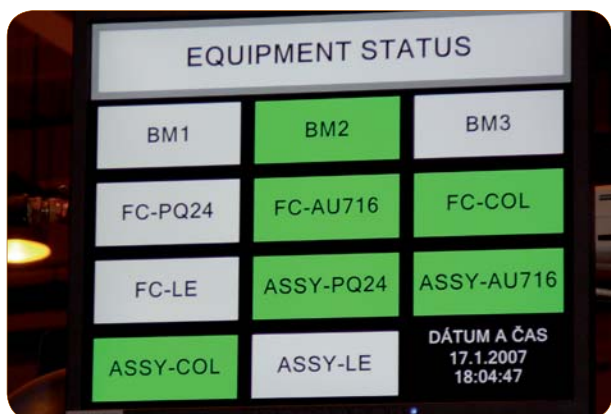 EQUIPMENT STATUS
BM1
BM2
BM3
FC-PQ24
FC-AU716
FC-COL
FC-LE
ASSY-PQ24
ASSY-AU716
ASSY-COL
ASSY-LE
DÁTUM A ČAS
17.1.2007
18:04:47